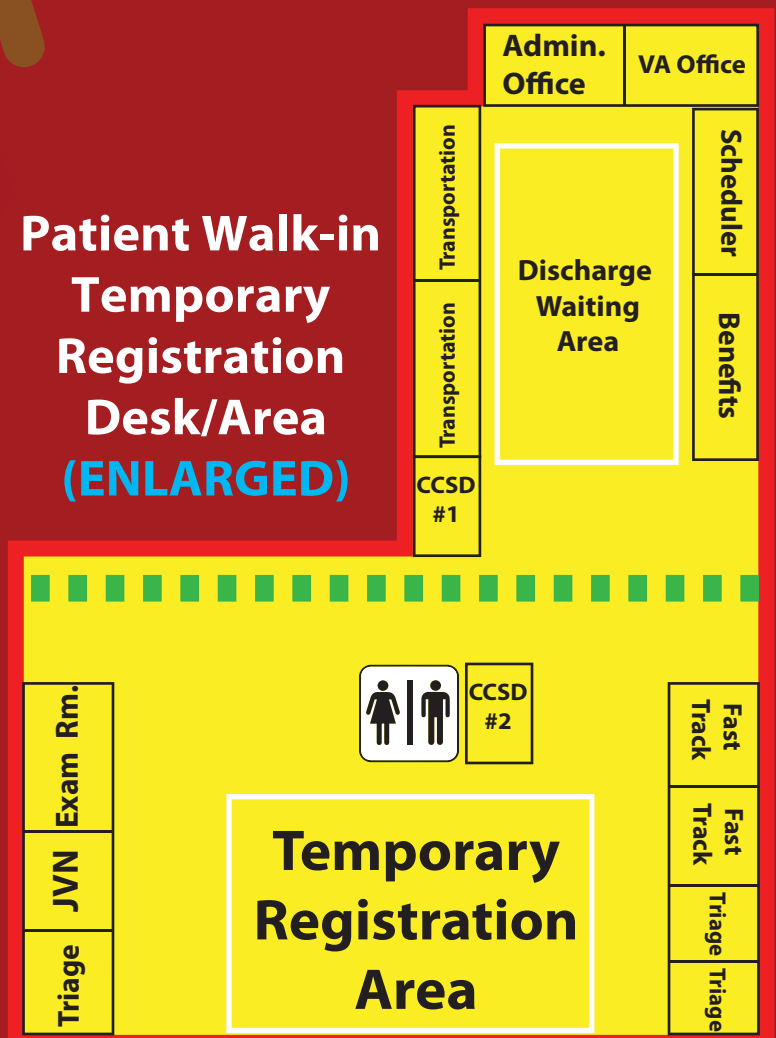 Admin.
Office
VA Office
Patient Walk-in
Temporary
Registration
Desk/Area
(ENLARGED)
Transportation
Transportation
CCSD
#1
Discharge
Waiting
Area
Scheduler
Benefits
CCSD
#2
Exam Rm.
JVN
Triage
Temporary
Registration
Area
Fast
Track
Fast
Track
Triage
Triage